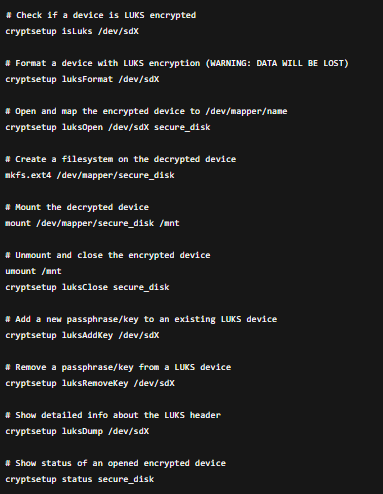 # Check if a device is LUKS encrypted
cryptsetup isLuks /dev/sdX
# Format a device with LUKS encryption (WARNING: DATA WILL BE LOST)
cryptsetup luksFormat /dev/sdX
# Open and map the encrypted device to /dev/mapper/name
cryptsetup luksOpen /dev/sdX secure_disk
# Create a filesystem on the decrypted device
mkfs.ext4 /dev/mapper/secure_disk
# Mount the decrypted device
mount /dev/mapper/secure_disk /mnt
# Unmount and close the encrypted device
umount /mnt
cryptsetup luksClose secure_disk
# Add a new passphrase/key to an existing LUKS device
cryptsetup luksAddKey /dev/sdX
# Remove a passphrase/key from a LUKS device
cryptsetup luksRemoveKey /dev/sdX
# Show detailed info about the LUKS header
cryptsetup luksDump /dev/sdX
# Show status of an opened encrypted device
cryptsetup status secure_disk